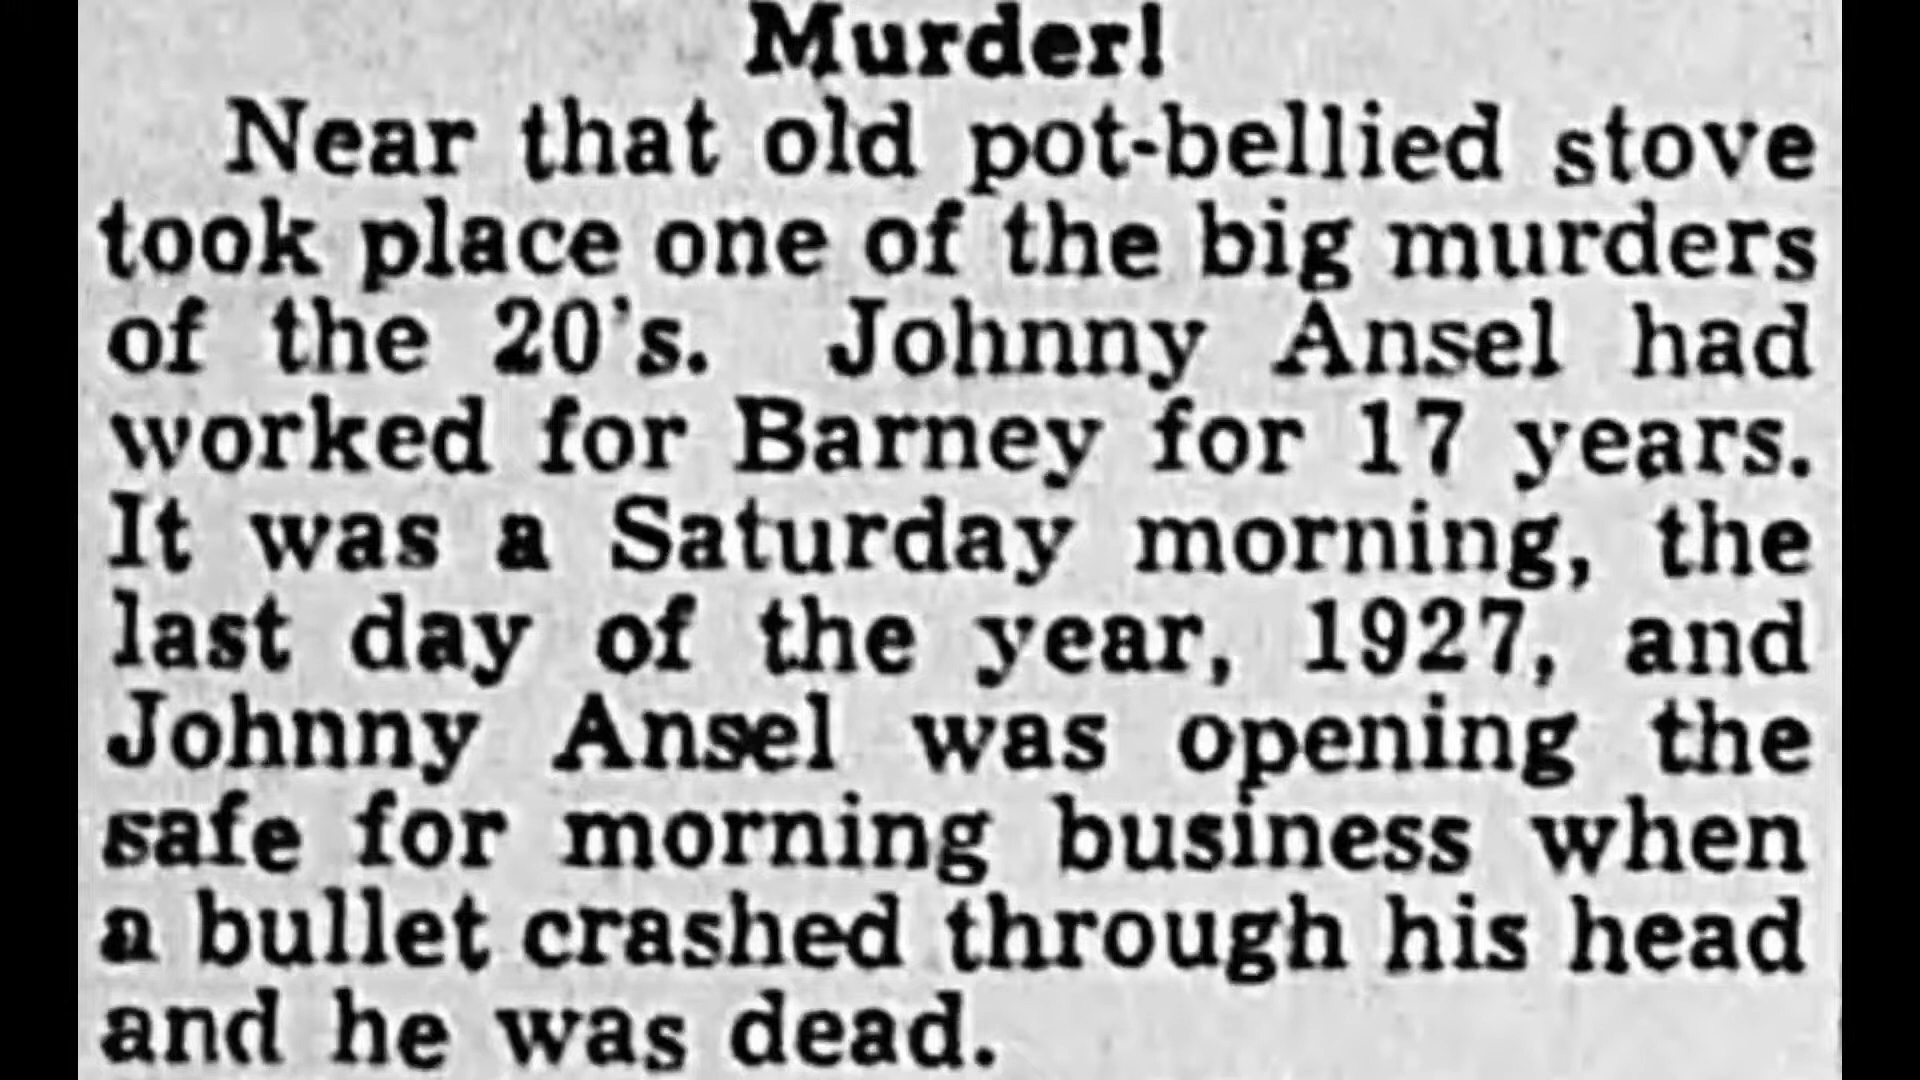 Murder!
Near that old pot-bellied stove
took place one of the big murders
of the 20's. Johnny Ansel had
worked for Barney for 17 years.
It was a Saturday morning, the
last day of the year, 1927, and
Johnny Ansel was opening the
safe for morning business when
a bullet crashed through his head
and he was dead.